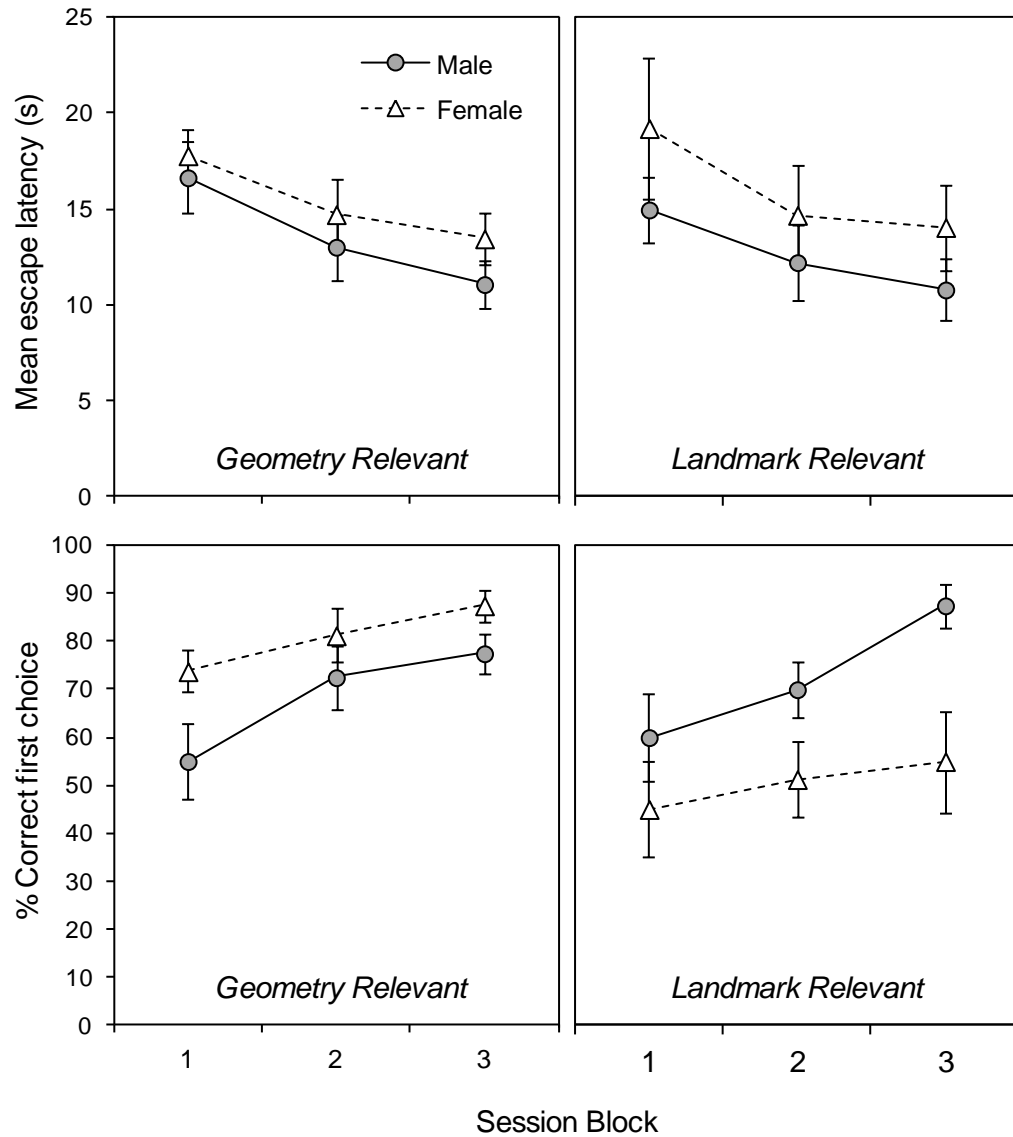 25
20
15
10
5
0
Mean escape latency (s)
Male
Female
Geometry Relevant
Landmark Relevant
100
90
80
70
60
50
40
30
20
10
0
% Correct first choice
Geometry Relevant
Landmark Relevant
1 2 3
1 2 3
Session Block